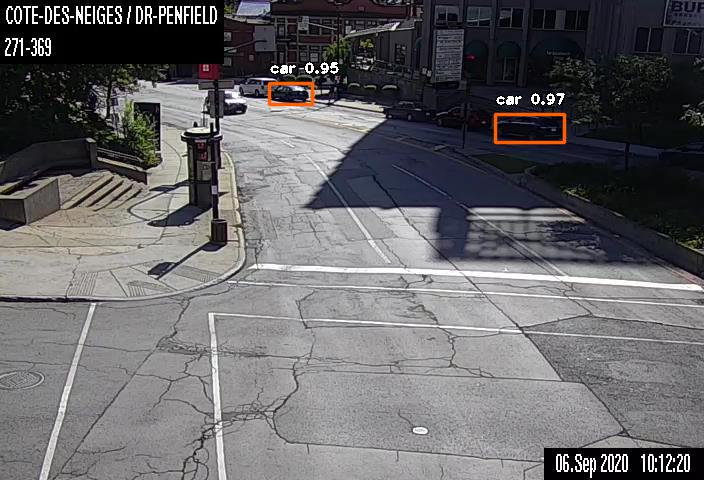 COTE-DES-NEIGES / DR-PENFIELD
271-369
car 0.95
car 0.97
BUF
06.Sep 2020 10:12:20